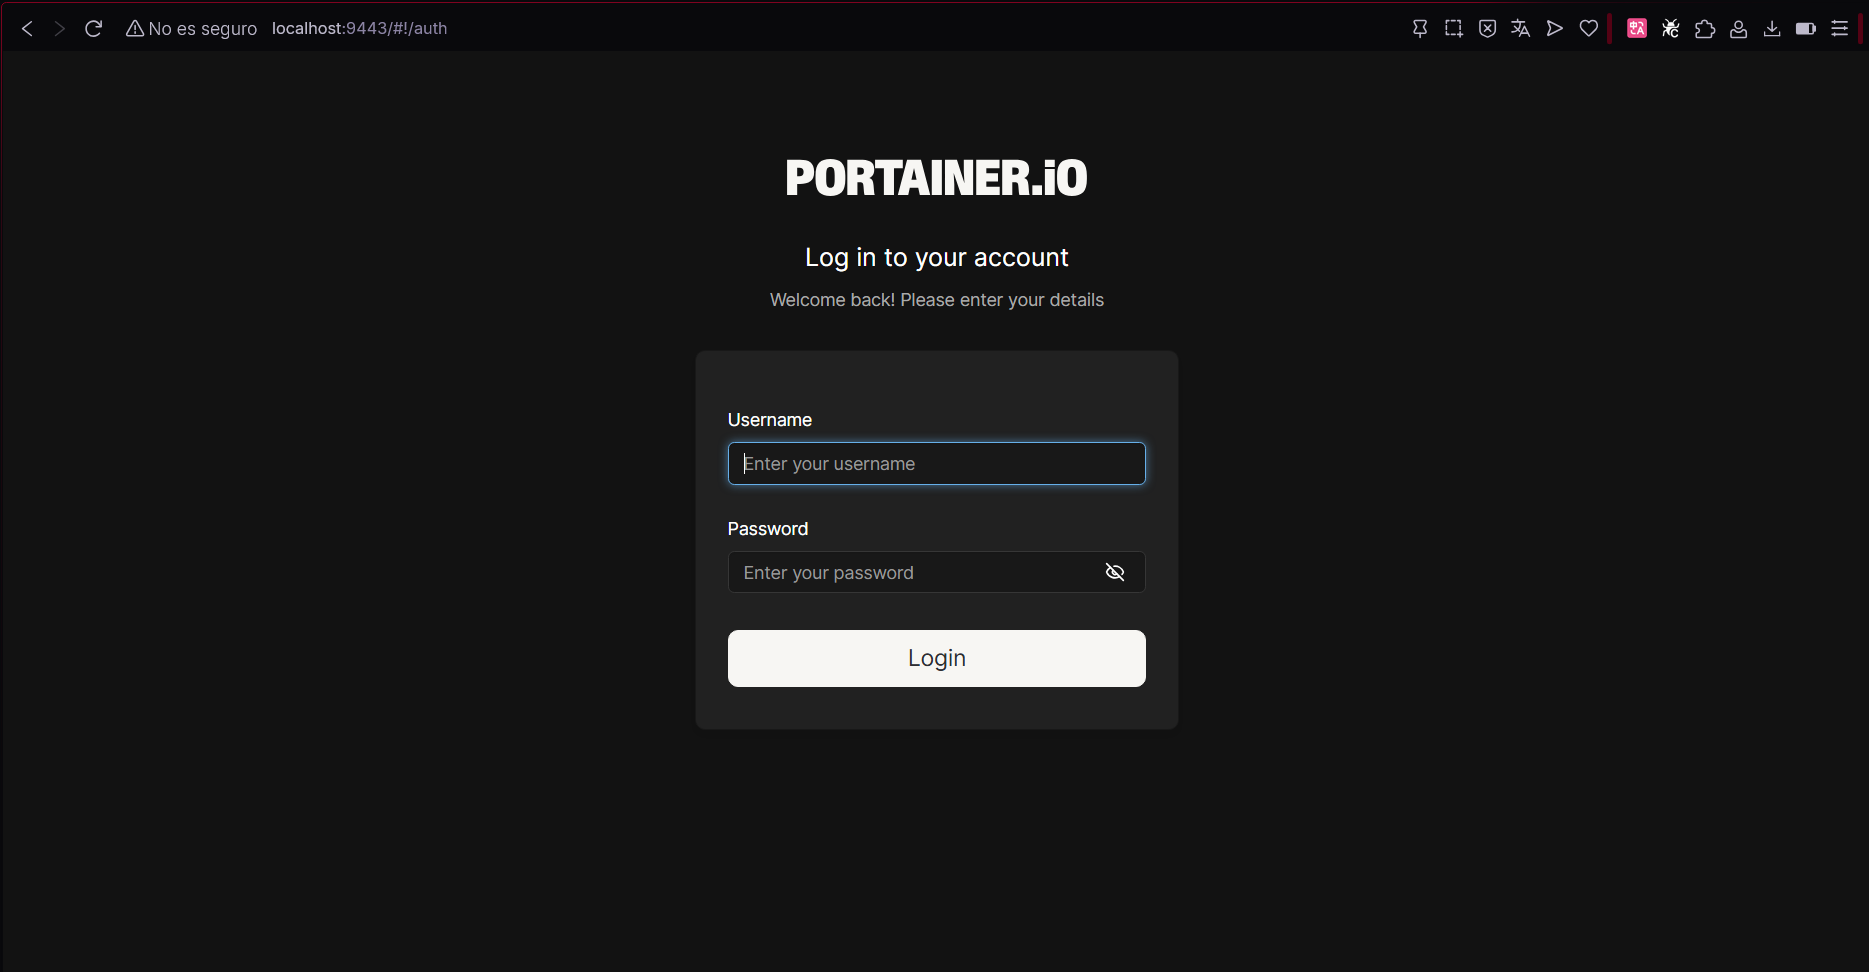 No es seguro localhost:9443/#!/auth
PORTAINER.iO
Log in to your account
Welcome back! Please enter your details
Username
Enter your username
Password
Enter your password
Login